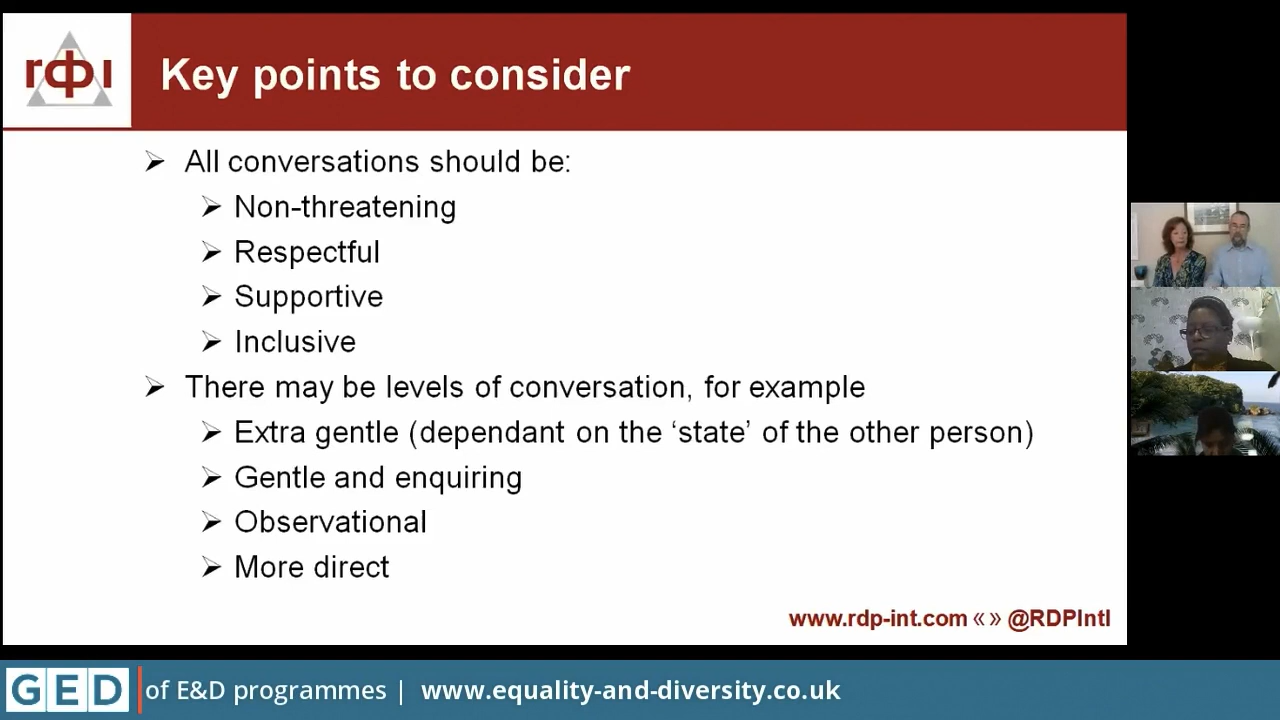 rФı
Key points to consider
All conversations should be:
Non-threatening
Respectful
Supportive
Inclusive
There may be levels of conversation, for example
Extra gentle (dependant on the ‘state’ of the other person)
Gentle and enquiring
Observational
More direct
www.rdp-int.com «» @RDPIntl
GED of E&D programmes | www.equality-and-diversity.co.uk